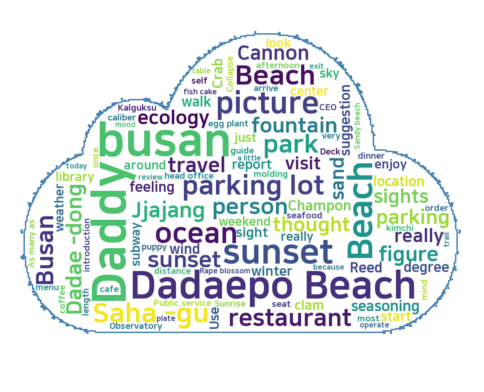 look
Cannon
afternoon exit
table Collapse
Crab
self
Beach
sky
fish cake arrive center
Kalguksu walk picture CEO
caliber ecology egg plant fountain suggestion Sandy beach
mood
busan just park Deck very
once guide a little dinner
today around travel report visit enjoy
library review head office molding
feeling parking lot sand location
weather Daddy person Beach sights
Jjajang Champon parking order
As many as Dadae -dong introduction seafood weekend thought kimchi
subway ocean sight really really trail
Busan puppy wind sunset figure
sunset distance Rape blossom winter because Reed degree
menu cafe Dadaepo Beach mind
coffee length Public service Sunrise seat clam seasoning
Saha -gu plate Use restaurant most start
Observatory operate